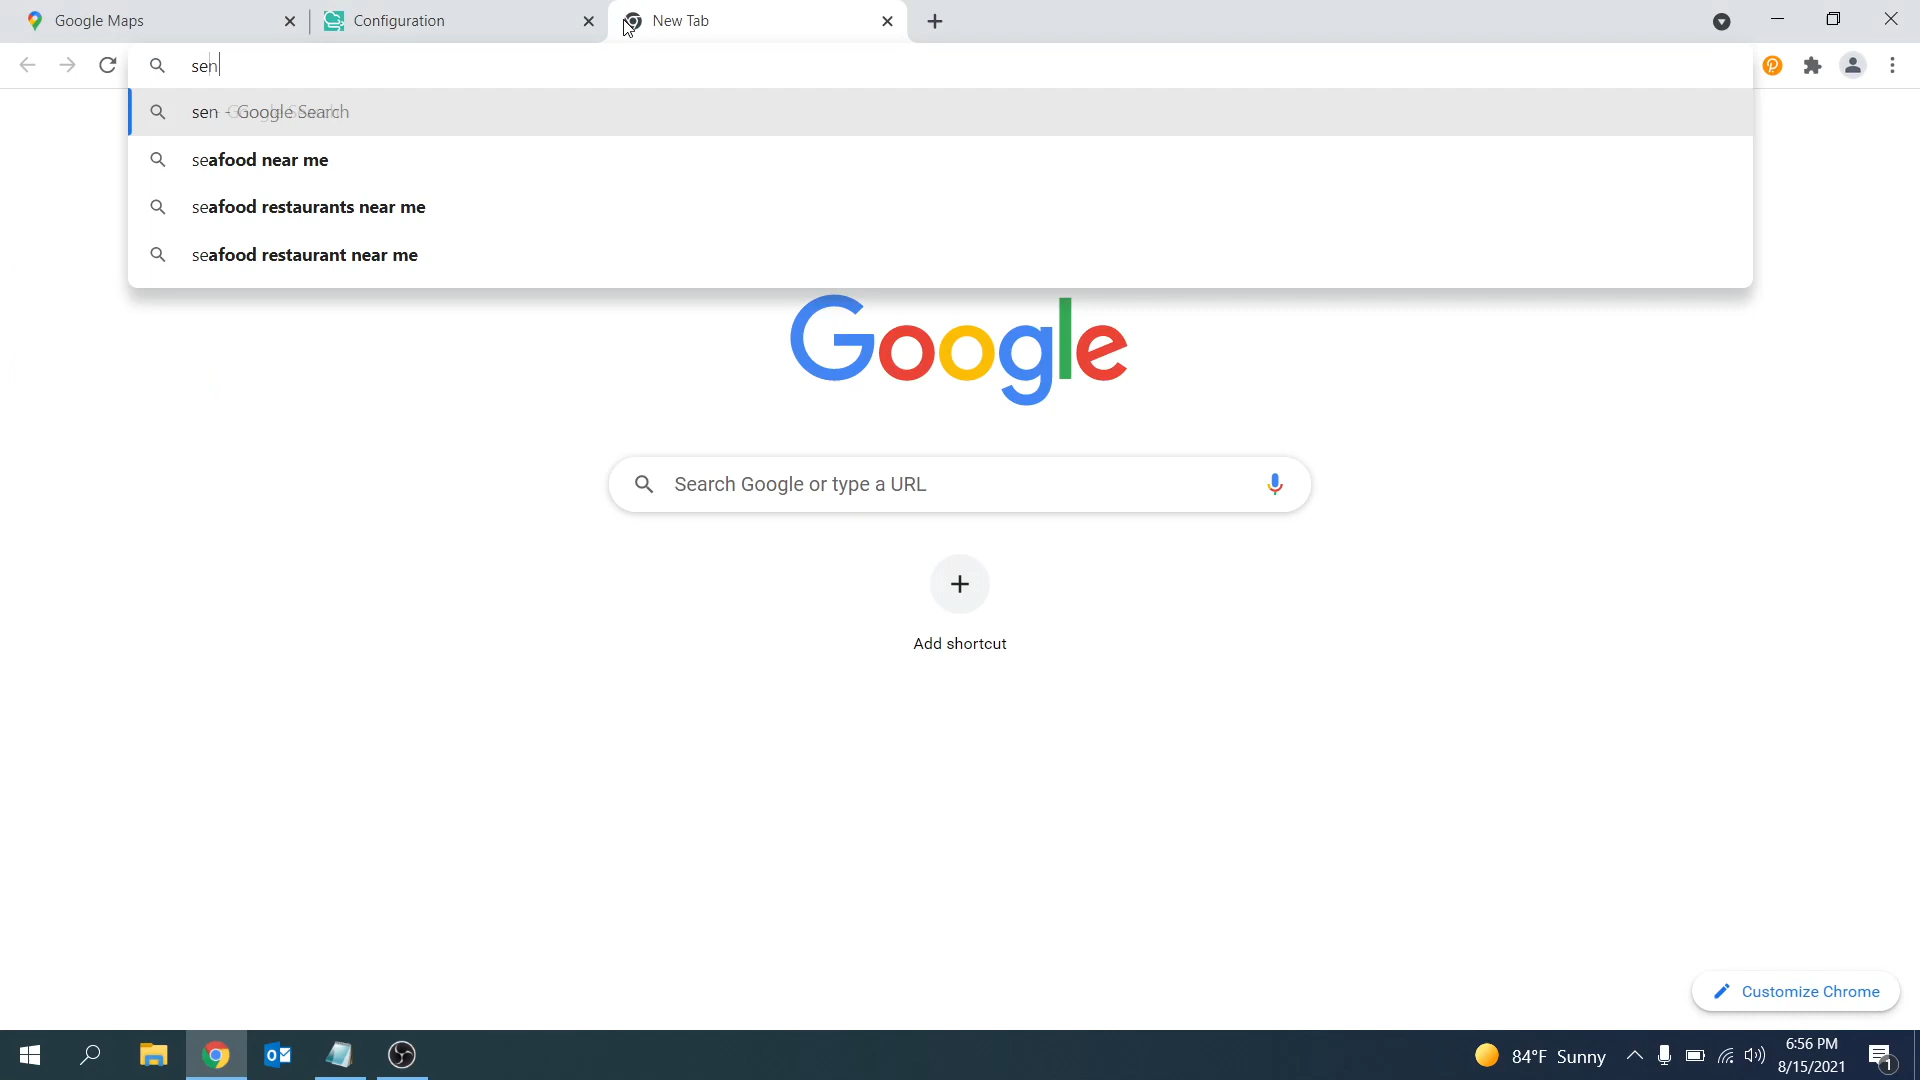 Google Maps
Configuration
New Tab
sen
sen - Google Search
seafood near me
seafood restaurants near me
seafood restaurant near me
Google
Search Google or type a URL
Add shortcut
Customize Chrome
84°F Sunny
6:56 PM
8/15/2021
1